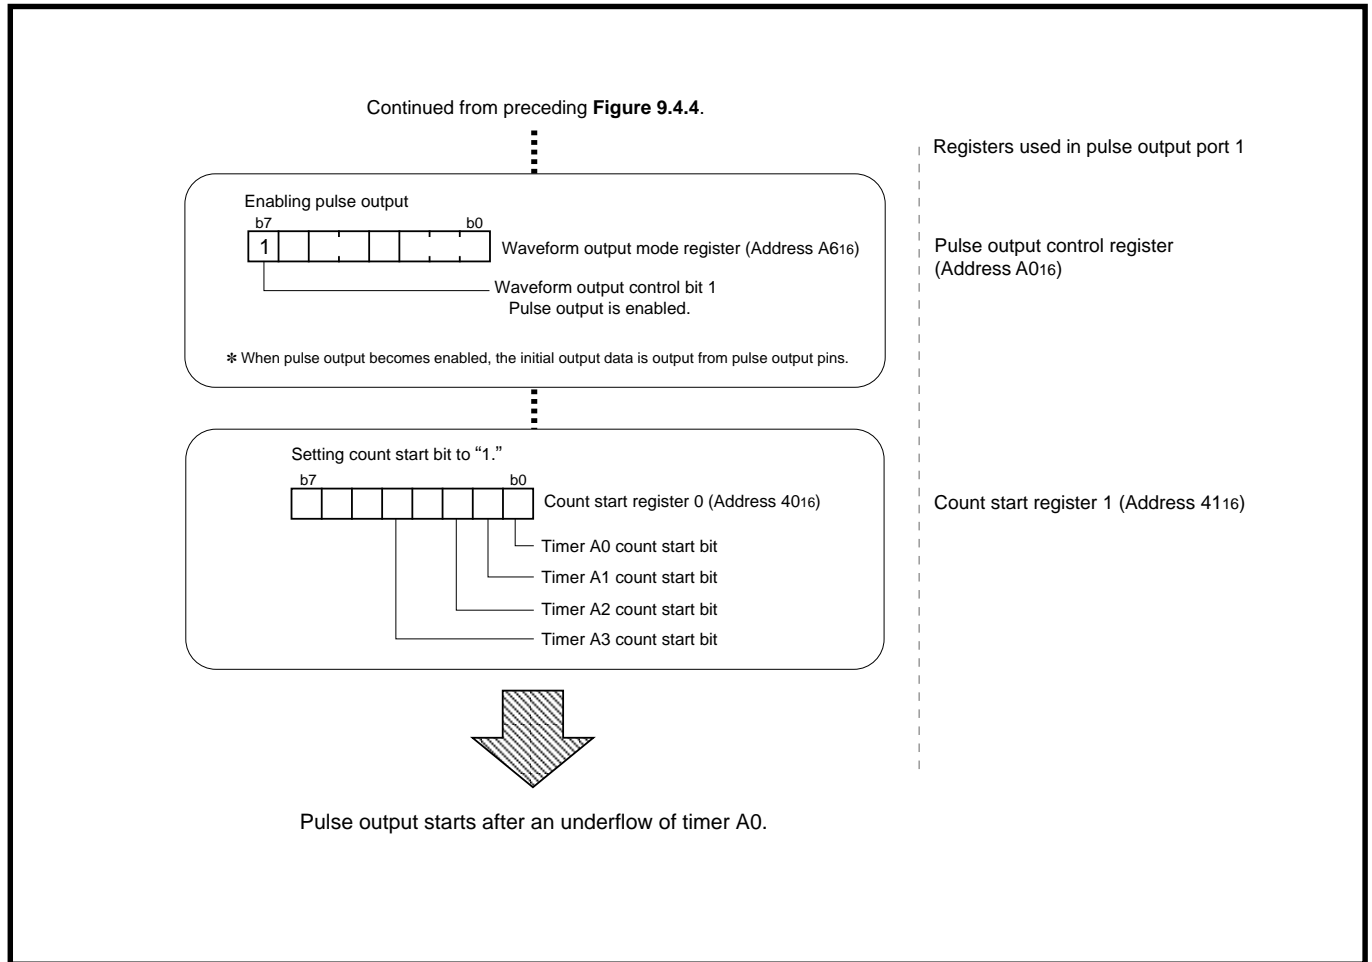 Continued from preceding Figure 9.4.4.
Registers used in pulse output port 1
Enabling pulse output
b7 b0
1
Waveform output mode register (Address A616)
Pulse output control register
(Address A016)
Waveform output control bit 1
Pulse output is enabled.
✽ When pulse output becomes enabled, the initial output data is output from pulse output pins.
Setting count start bit to “1.”
b7 b0
Count start register 0 (Address 4016)
Count start register 1 (Address 4116)
Timer A0 count start bit
Timer A1 count start bit
Timer A2 count start bit
Timer A3 count start bit
Pulse output starts after an underflow of timer A0.